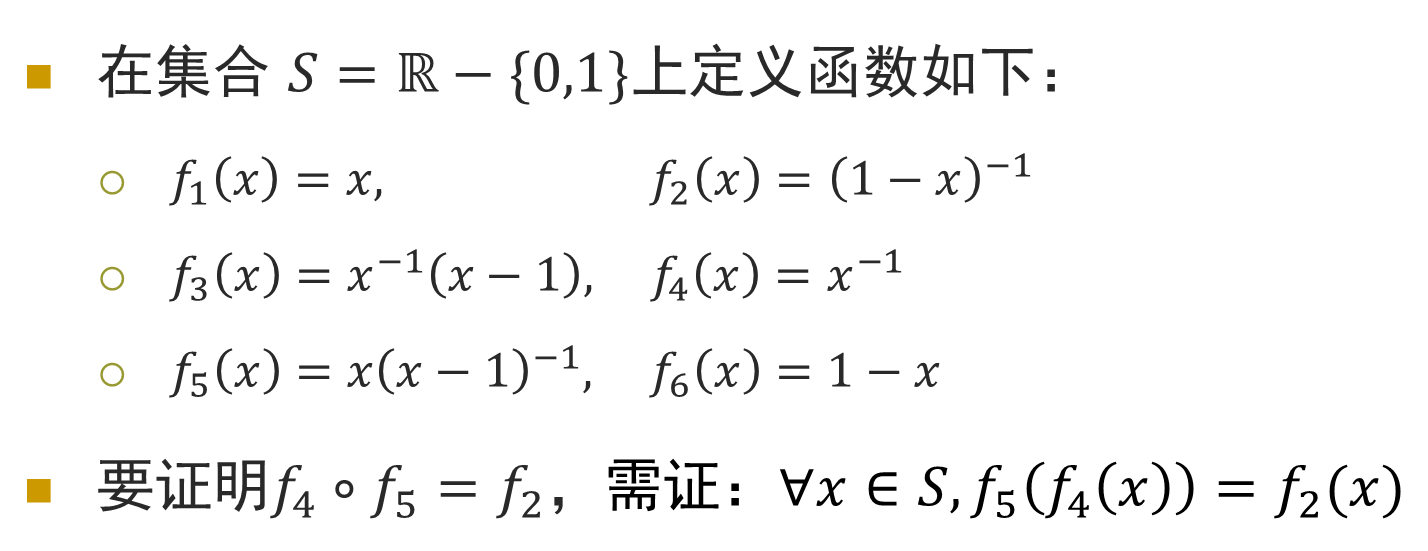 在集合 S = ℝ − {0,1}上定义函数如下：
f₁(x) = x, f₂(x) = (1 − x)⁻¹
f₃(x) = x⁻¹(x − 1), f₄(x) = x⁻¹
f₅(x) = x(x − 1)⁻¹, f₆(x) = 1 − x
要证明f₄ ∘ f₅ = f₂，需证：∀x ∈ S, f₅(f₄(x)) = f₂(x)